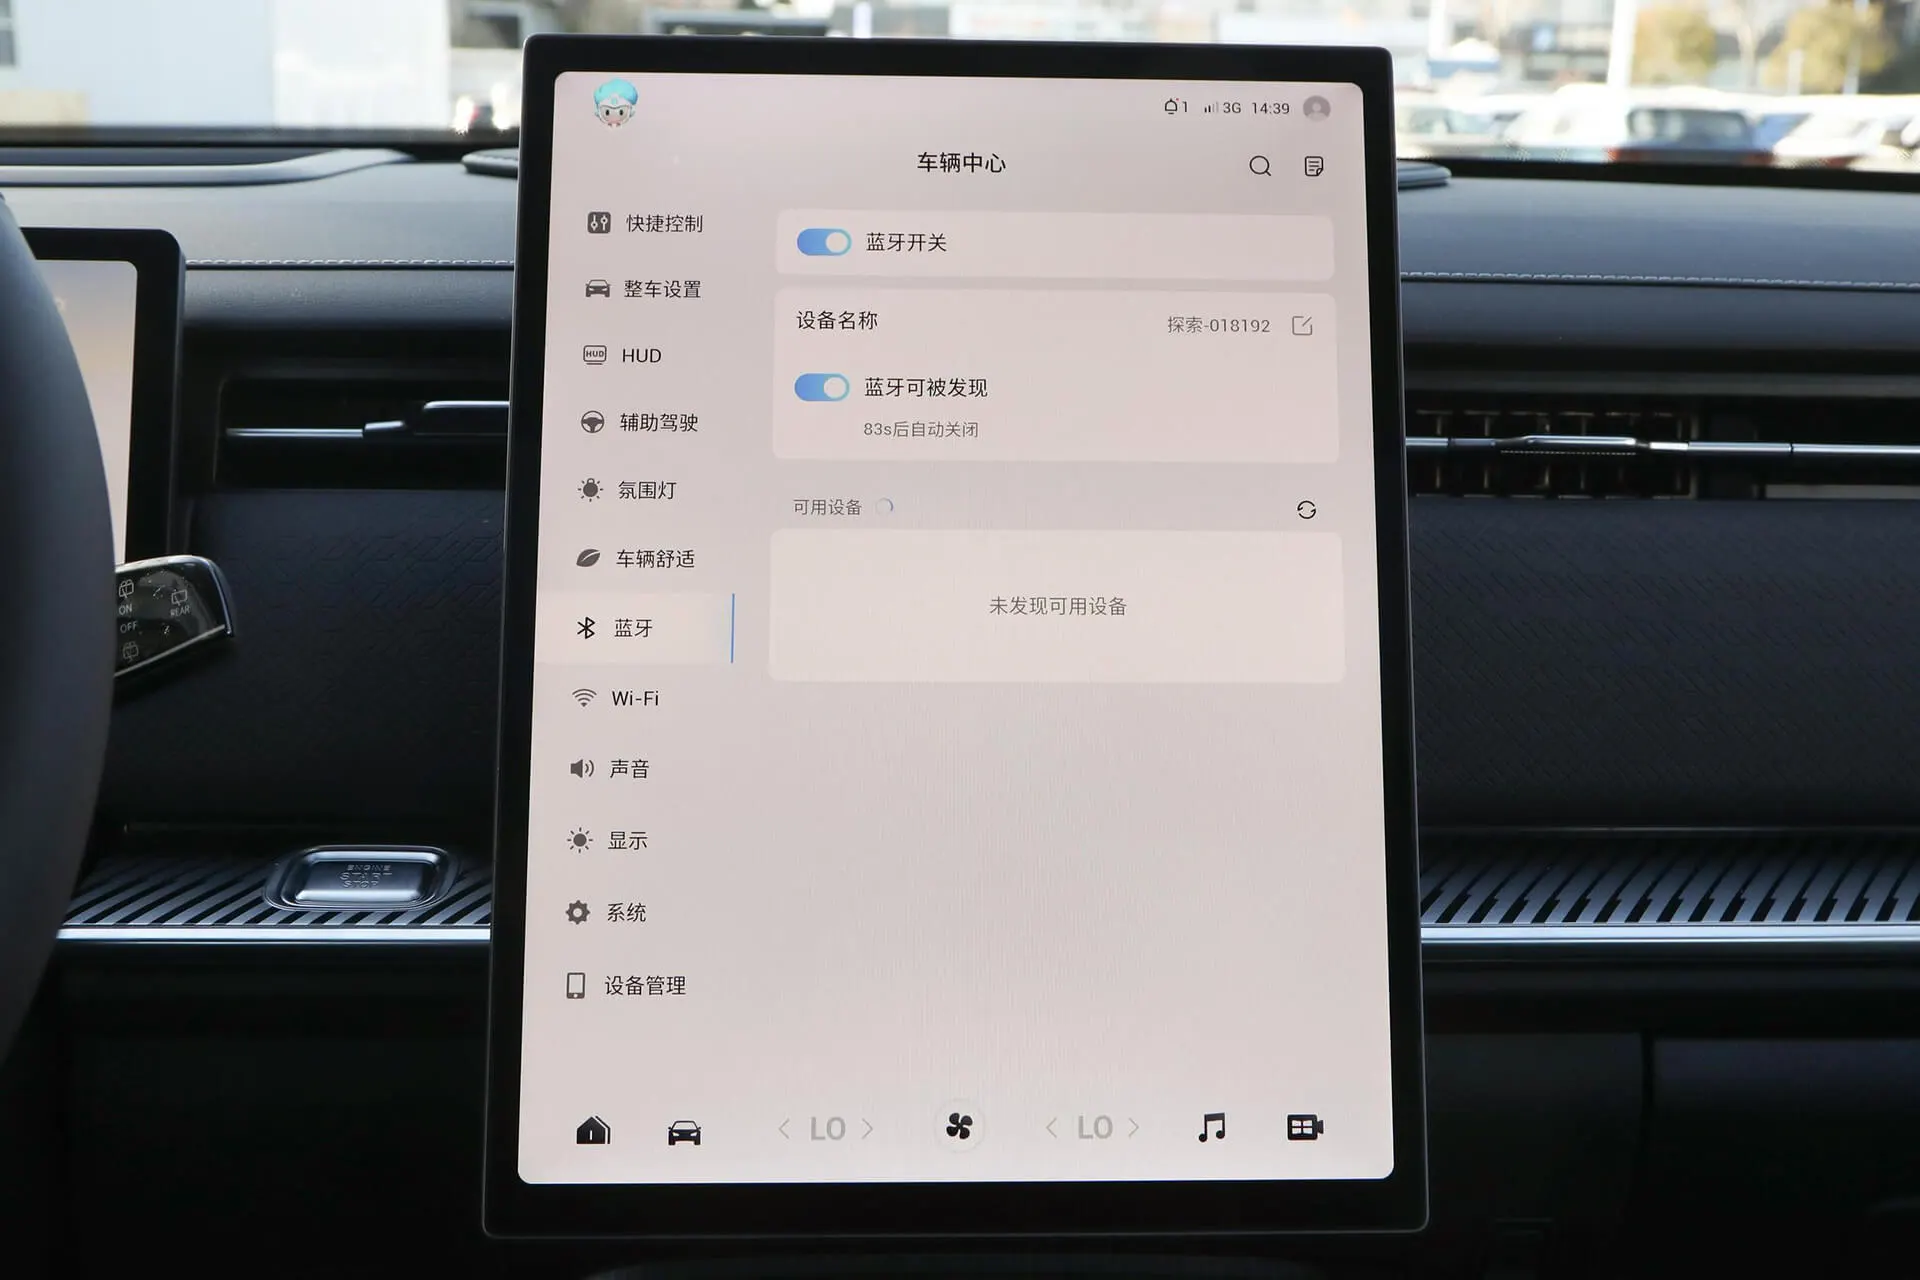 1 3G 14:39
车辆中心
快捷控制
整车设置
HUD HUD
辅助驾驶
氛围灯
车辆舒适
蓝牙
Wi-Fi
声音
显示
系统
设备管理
蓝牙开关
设备名称 探索-018192
蓝牙可被发现
83s后自动关闭
可用设备
未发现可用设备
LO LO
ON
OFF
REAR
ENGINE
START
STOP